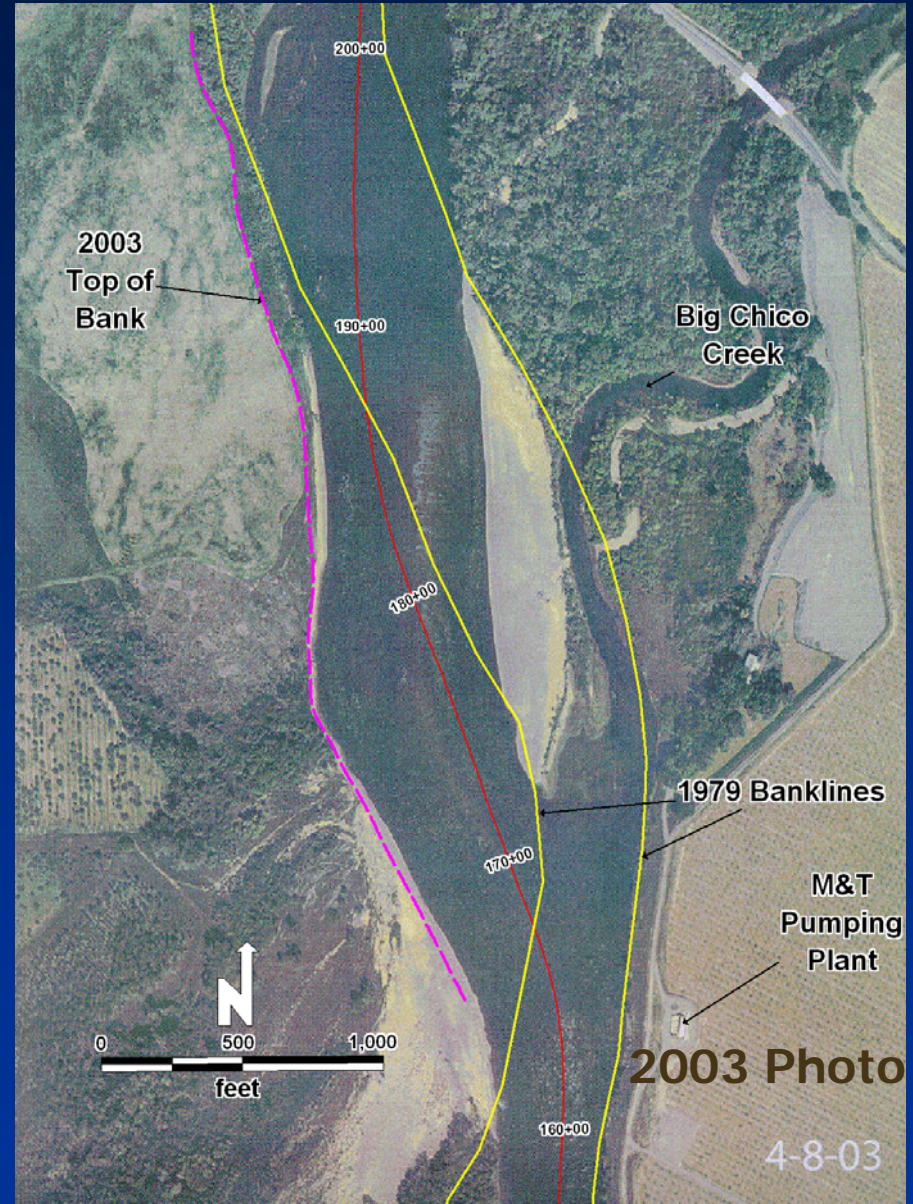 200+00
2003
Top of
Bank
190+00
Big Chico
Creek
180+00
1979 Banklines
170+00
M&T
Pumping
Plant
N
0 500 1,000
feet
2003 Photo
160+00
4-8-03